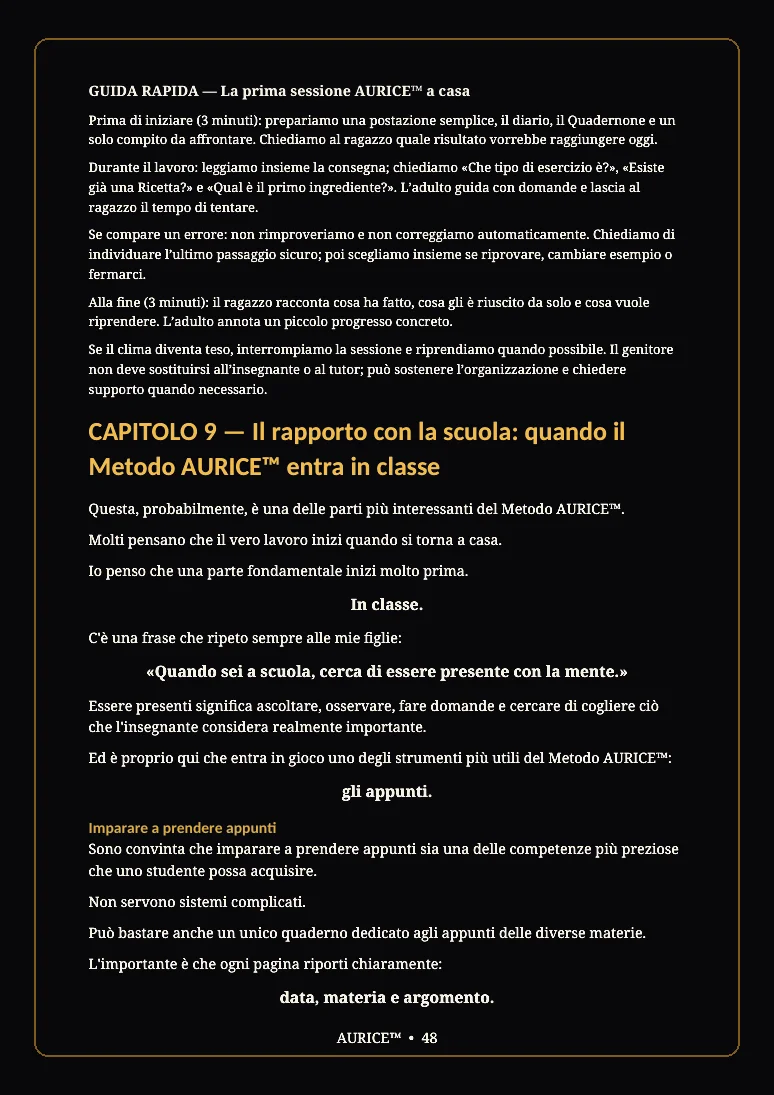 GUIDA RAPIDA — La prima sessione AURICE™ a casa
Prima di iniziare (3 minuti): prepariamo una postazione semplice, il diario, il Quadernone e un
solo compito da affrontare. Chiediamo al ragazzo quale risultato vorrebbe raggiungere oggi.
Durante il lavoro: leggiamo insieme la consegna; chiediamo «Che tipo di esercizio è?», «Esiste
già una Ricetta?» e «Qual è il primo ingrediente?». L’adulto guida con domande e lascia al
ragazzo il tempo di tentare.
Se compare un errore: non rimproveriamo e non correggiamo automaticamente. Chiediamo di
individuare l’ultimo passaggio sicuro; poi scegliamo insieme se riprovare, cambiare esempio o
fermarci.
Alla fine (3 minuti): il ragazzo racconta cosa ha fatto, cosa gli è riuscito da solo e cosa vuole
riprendere. L’adulto annota un piccolo progresso concreto.
Se il clima diventa teso, interrompiamo la sessione e riprendiamo quando possibile. Il genitore
non deve sostituirsi all’insegnante o al tutor; può sostenere l’organizzazione e chiedere
supporto quando necessario.
CAPITOLO 9 — Il rapporto con la scuola: quando il
Metodo AURICE™ entra in classe
Questa, probabilmente, è una delle parti più interessanti del Metodo AURICE™.
Molti pensano che il vero lavoro inizi quando si torna a casa.
Io penso che una parte fondamentale inizi molto prima.
In classe.
C'è una frase che ripeto sempre alle mie figlie:
«Quando sei a scuola, cerca di essere presente con la mente.»
Essere presenti significa ascoltare, osservare, fare domande e cercare di cogliere ciò
che l'insegnante considera realmente importante.
Ed è proprio qui che entra in gioco uno degli strumenti più utili del Metodo AURICE™:
gli appunti.
Imparare a prendere appunti
Sono convinta che imparare a prendere appunti sia una delle competenze più preziose
che uno studente possa acquisire.
Non servono sistemi complicati.
Può bastare anche un unico quaderno dedicato agli appunti delle diverse materie.
L'importante è che ogni pagina riporti chiaramente:
data, materia e argomento.
AURICE™ • 48